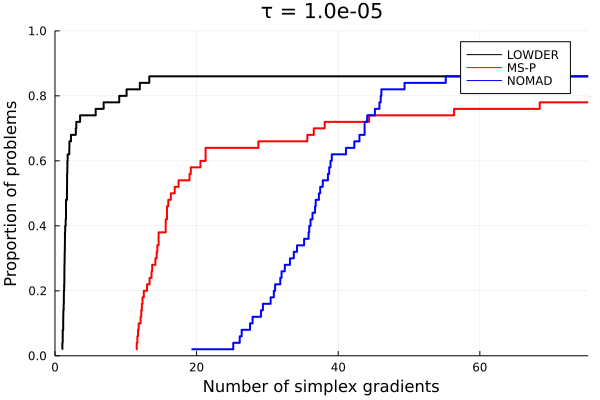 τ = 1.0e-05
1.0
0.8
0.6
0.4
0.2
0.0
Proportion of problems
LOWDER
MS-P
NOMAD
0
20
40
60
Number of simplex gradients